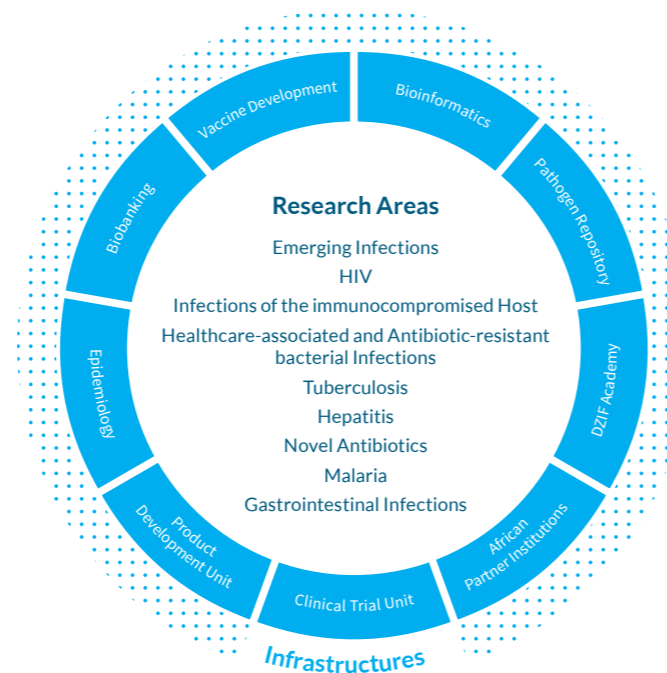 Vaccine Development
Bioinformatics
Biobanking
Pathogen Repository
Research Areas
Emerging Infections
HIV
Infections of the immunocompromised Host
Healthcare-associated and Antibiotic-resistant
bacterial Infections
Tuberculosis
Hepatitis
Novel Antibiotics
Malaria
Gastrointestinal Infections
Epidemiology
DZIF Academy
Product
Development Unit
African
Partner Institutions
Clinical Trial Unit
Infrastructures